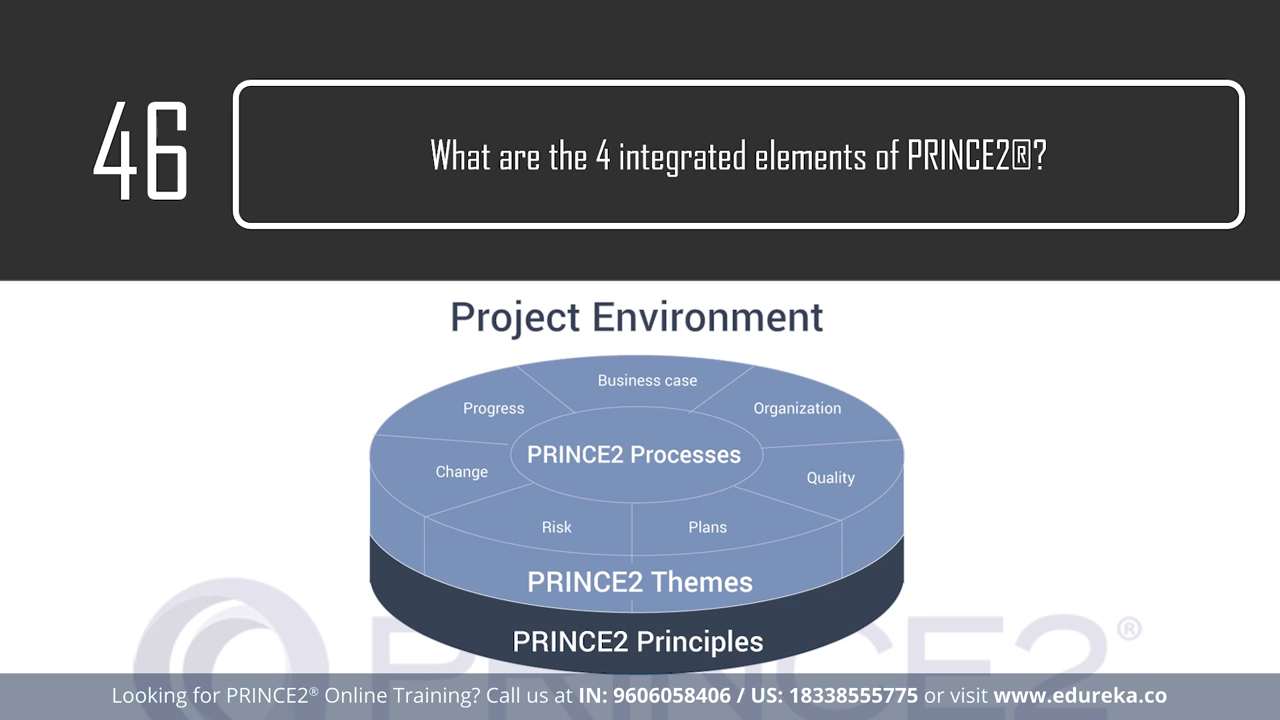 46
What are the 4 integrated elements of PRINCE2®?
Project Environment
Business case
Progress
Organization
PRINCE2 Processes
Change
Quality
Risk
Plans
PRINCE2 Themes
PRINCE2 Principles
PRINCE2®
Looking for PRINCE2® Online Training? Call us at IN: 9606058406 / US: 18338555775 or visit www.edureka.co